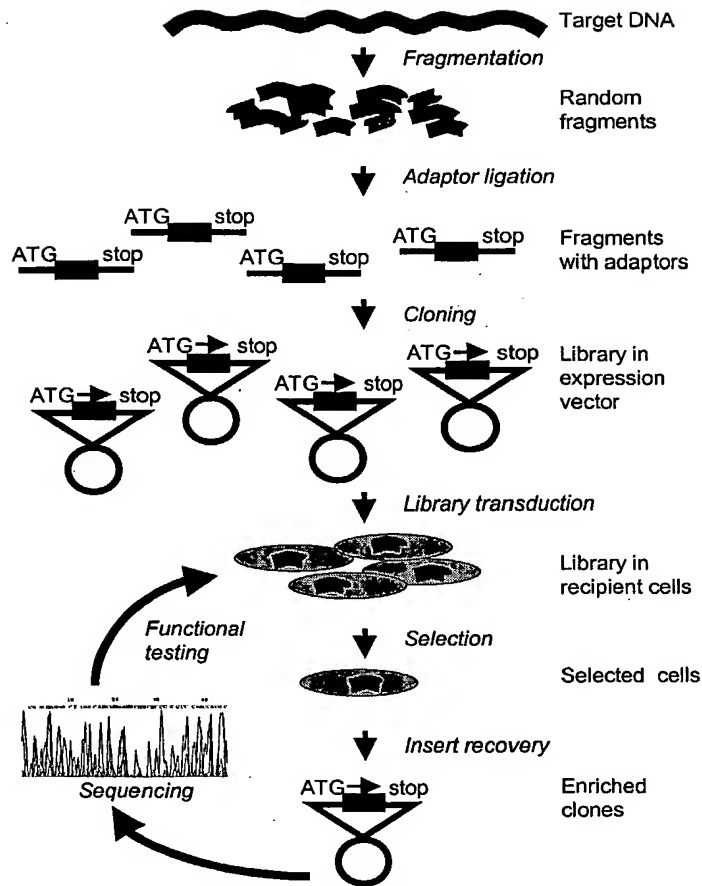 Target DNA
Fragmentation
Random
fragments
Adaptor ligation
ATG stop
ATG stop
ATG stop
ATG stop
Fragments
with adaptors
Cloning
ATG stop
ATG stop
ATG stop
ATG stop
Library in
expression
vector
Library transduction
Library in
recipient cells
Functional
testing
Selection
Selected cells
Insert recovery
Sequencing
ATG stop
Enriched
clones